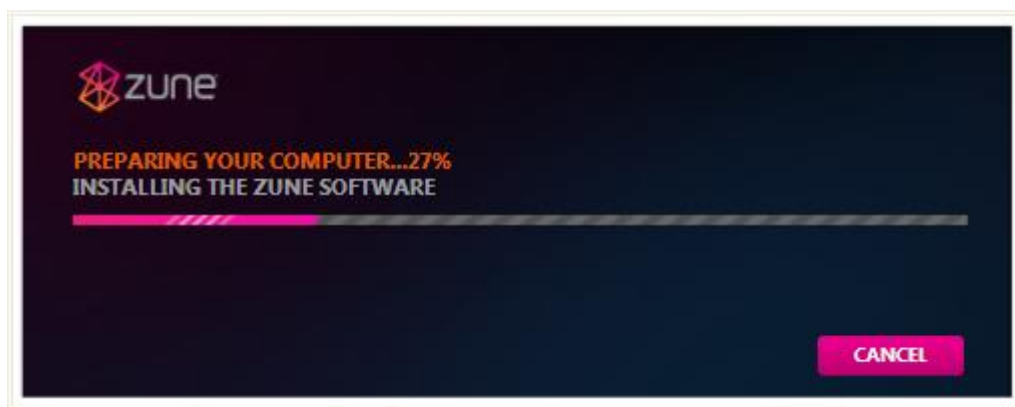 zune
PREPARING YOUR COMPUTER...27%
INSTALLING THE ZUNE SOFTWARE
CANCEL